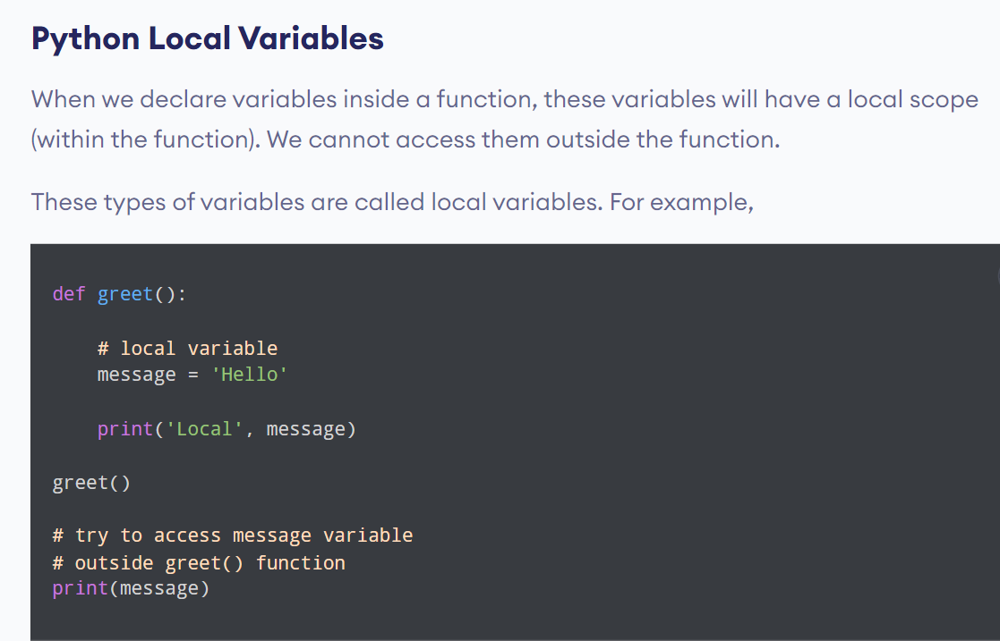 Python Local Variables
When we declare variables inside a function, these variables will have a local scope
(within the function). We cannot access them outside the function.
These types of variables are called local variables. For example,
def greet():
    # local variable
    message = 'Hello'
    print('Local', message)
greet()
# try to access message variable
# outside greet() function
print(message)